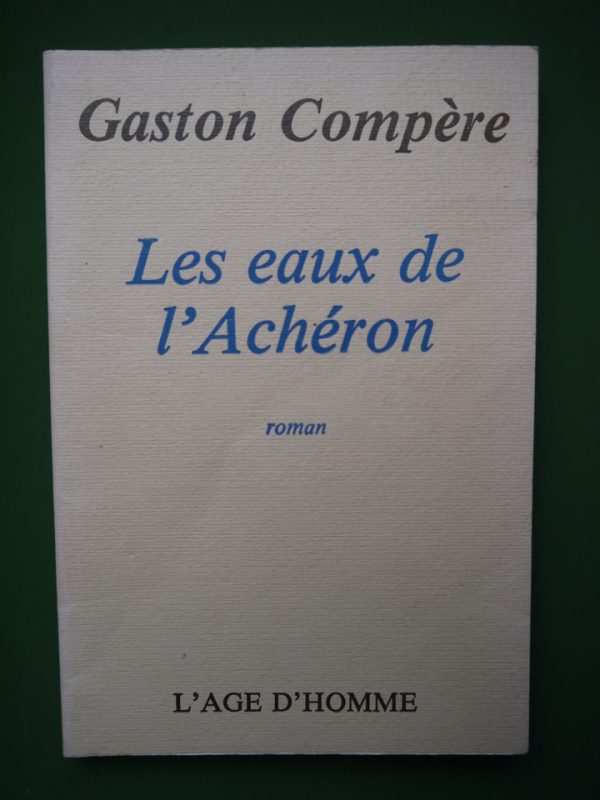 Gaston Compère
Les eaux de
l'Achéron
roman
L'AGE D'HOMME